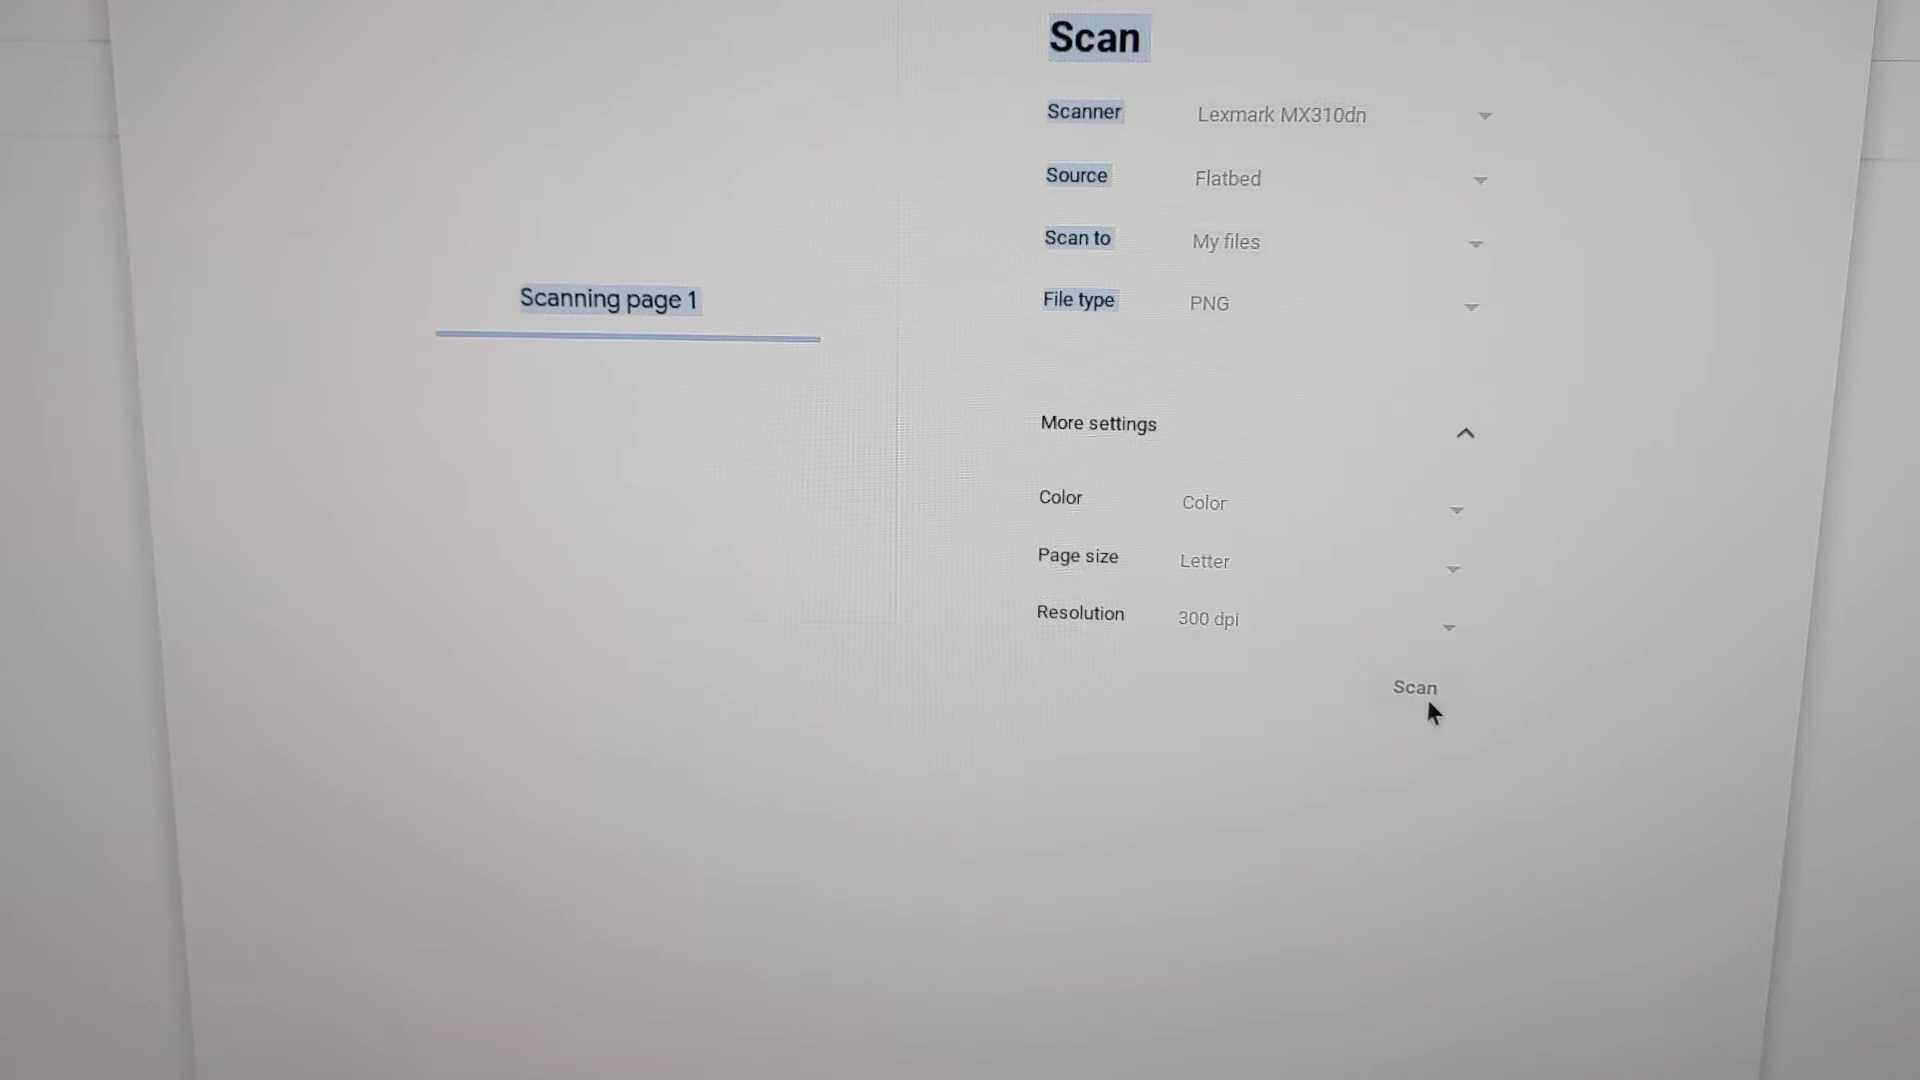 Scan
Scanner Lexmark MX310dn
Source Flatbed
Scan to My files
File type PNG
Scanning page 1
More settings
Color Color
Page size Letter
Resolution 300 dpi
Scan